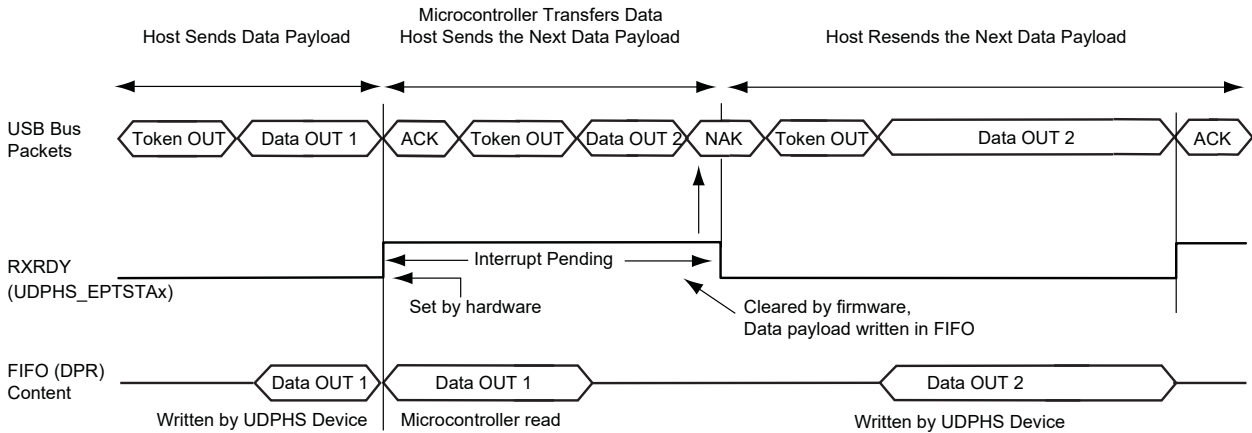 Microcontroller Transfers Data
Host Sends Data Payload
Host Sends the Next Data Payload
Host Resends the Next Data Payload
USB Bus
Packets
Token OUT
Data OUT 1
ACK
Token OUT
Data OUT 2
NAK
Token OUT
Data OUT 2
ACK
RXRDY
(UDPHS_EPTSTAx)
Interrupt Pending
Set by hardware
Cleared by firmware,
Data payload written in FIFO
FIFO (DPR)
Content
Data OUT 1
Data OUT 1
Data OUT 2
Written by UDPHS Device
Microcontroller read
Written by UDPHS Device